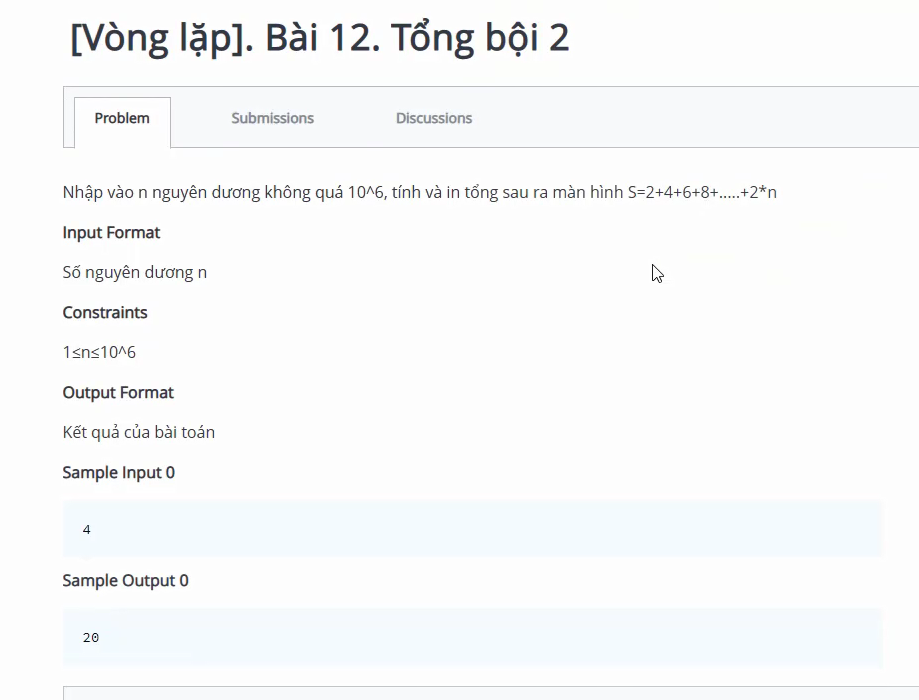 [Vòng lặp]. Bài 12. Tổng bội 2
Problem Submissions Discussions
Nhập vào n nguyên dương không quá 10^6, tính và in tổng sau ra màn hình S=2+4+6+8+.....+2*n
Input Format
Số nguyên dương n
Constraints
1≤n≤10^6
Output Format
Kết quả của bài toán
Sample Input 0
4
Sample Output 0
20